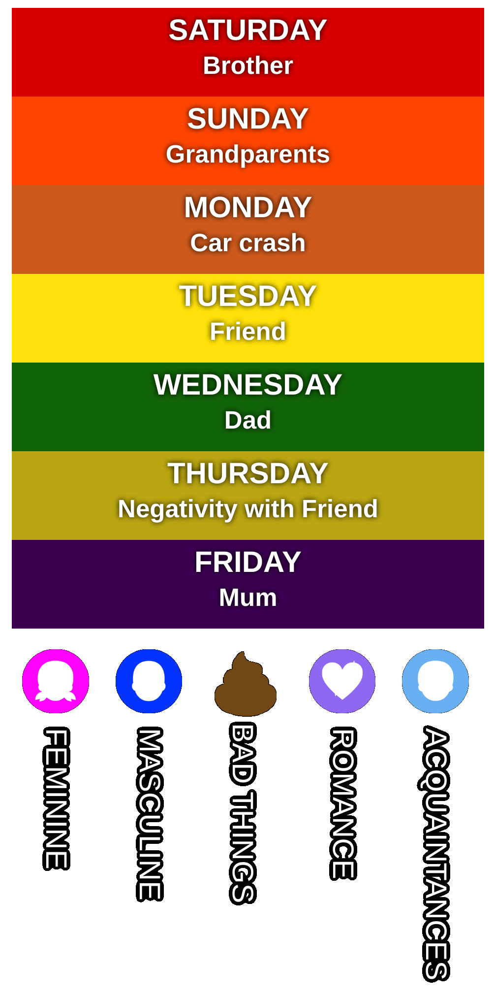 SATURDAY
Brother
SUNDAY
Grandparents
MONDAY
Car crash
TUESDAY
Friend
WEDNESDAY
Dad
THURSDAY
Negativity with Friend
FRIDAY
Mum
FEMININE
MASCULINE
BAD THINGS
ROMANCE
ACQUAINTANCES